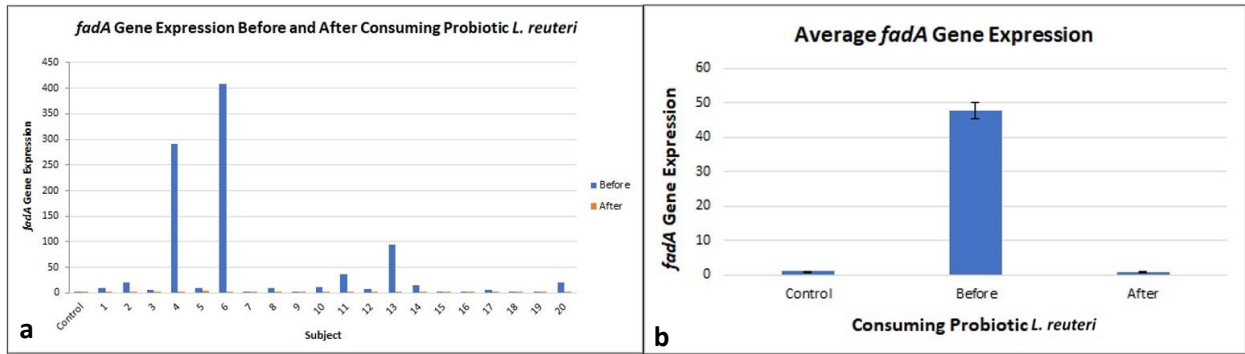 fadA Gene Expression Before and After Consuming Probiotic L. reuteri
450
400
350
300
250
200
150
100
50
0
fadA Gene Expression
Control 1 2 3 4 5 6 7 8 9 10 11 12 13 14 15 16 17 18 19 20
Subject
Before
After
a
Average fadA Gene Expression
60
50
40
30
20
10
0
fadA Gene Expression
Control Before After
Consuming Probiotic L. reuteri
b